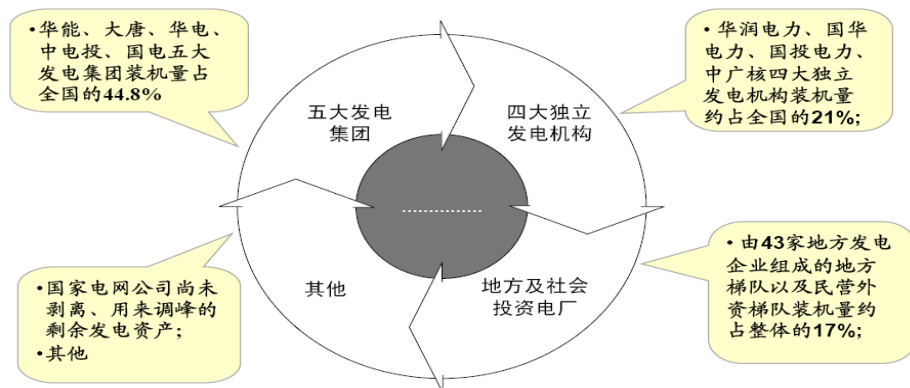 •华能、大唐、华电、
中电投、国电五大
发电集团装机量占
全国的44.8%
•华润电力、国华
电力、国投电力、
中广核四大独立
发电机构装机量
约占全国的21%;
五大发电
集团
四大独立
发电机构
其他
地方及社会
投资电厂
•国家电网公司尚未
剥离、用来调峰的
剩余发电资产;
•其他
•由43家地方发电
企业组成的地方
梯队以及民营外
资梯队装机量约
占整体的17%;